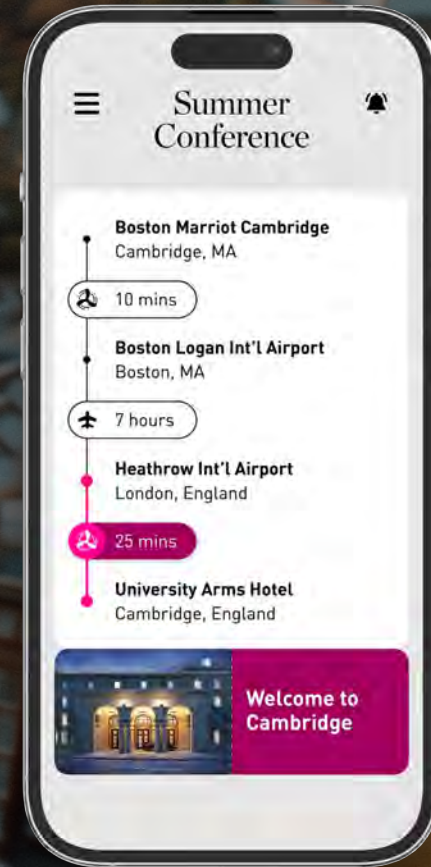 Summer
Conference
Boston Marriot Cambridge
Cambridge, MA
10 mins
Boston Logan Int'l Airport
Boston, MA
7 hours
Heathrow Int'l Airport
London, England
25 mins
University Arms Hotel
Cambridge, England
Welcome to
Cambridge